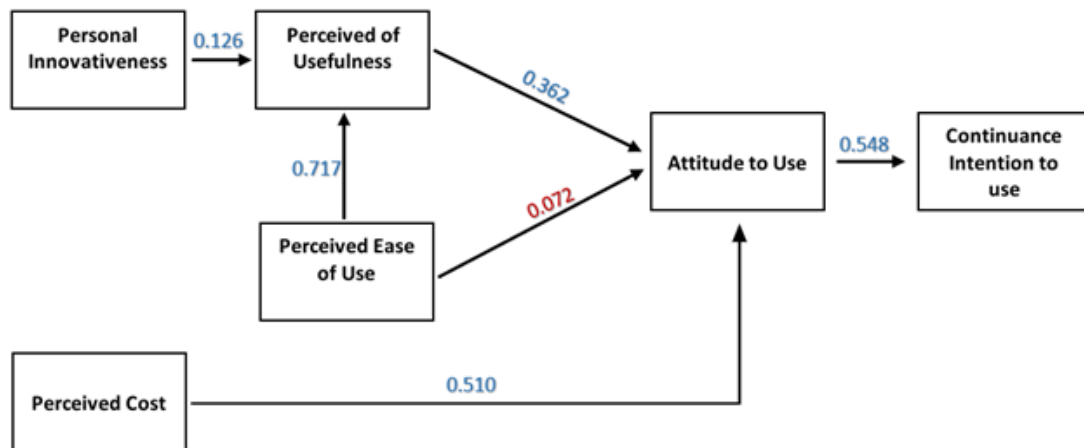 Personal
Innovativeness
0.126
Perceived of
Usefulness
0.362
0.717
0.072
Perceived Ease
of Use
Attitude to Use
0.548
Continuance
Intention to
use
Perceived Cost
0.510